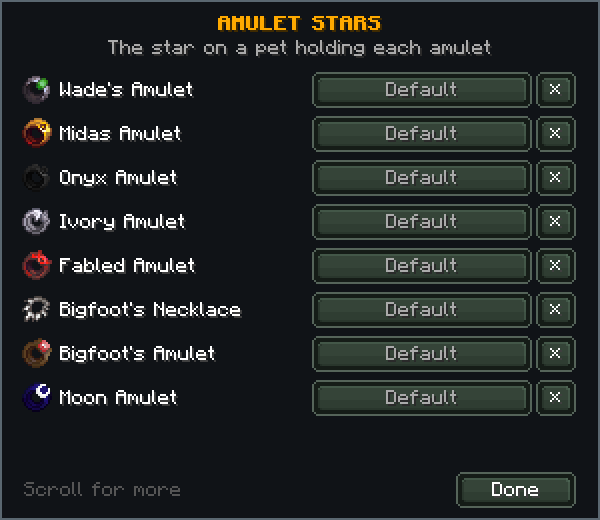 AMULET STARS
The star on a pet holding each amulet
Wade's Amulet Default ×
Midas Amulet Default ×
Onyx Amulet Default ×
Ivory Amulet Default ×
Fabled Amulet Default ×
Bigfoot's Necklace Default ×
Bigfoot's Amulet Default ×
Moon Amulet Default ×
Scroll for more Done